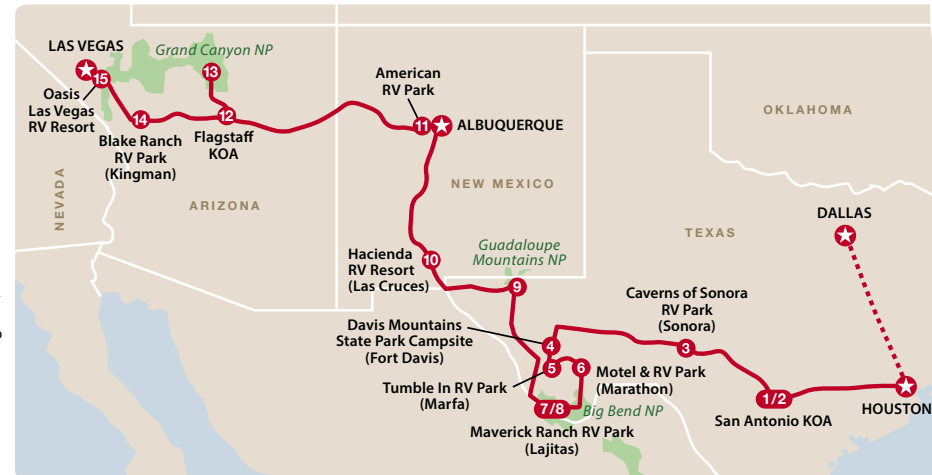 LAS VEGAS
Grand Canyon NP
13
15
Oasis
Las Vegas
RV Resort
14
Blake Ranch
RV Park
(Kingman)
12
Flagstaff
KOA
American
RV Park
11
ALBUQUERQUE
OKLAHOMA
NEVADA
ARIZONA
NEW MEXICO
TEXAS
DALLAS
Hacienda
RV Resort
(Las Cruces)
10
Guadaloupe
Mountains NP
9
Caverns of Sonora
RV Park
(Sonora)
3
Davis Mountains
State Park Campsite
(Fort Davis)
4
Tumble In RV Park
(Marfa)
5
6
Motel & RV Park
(Marathon)
7/8
Big Bend NP
Maverick Ranch RV Park
(Lajitas)
1/2
San Antonio KOA
HOUSTON